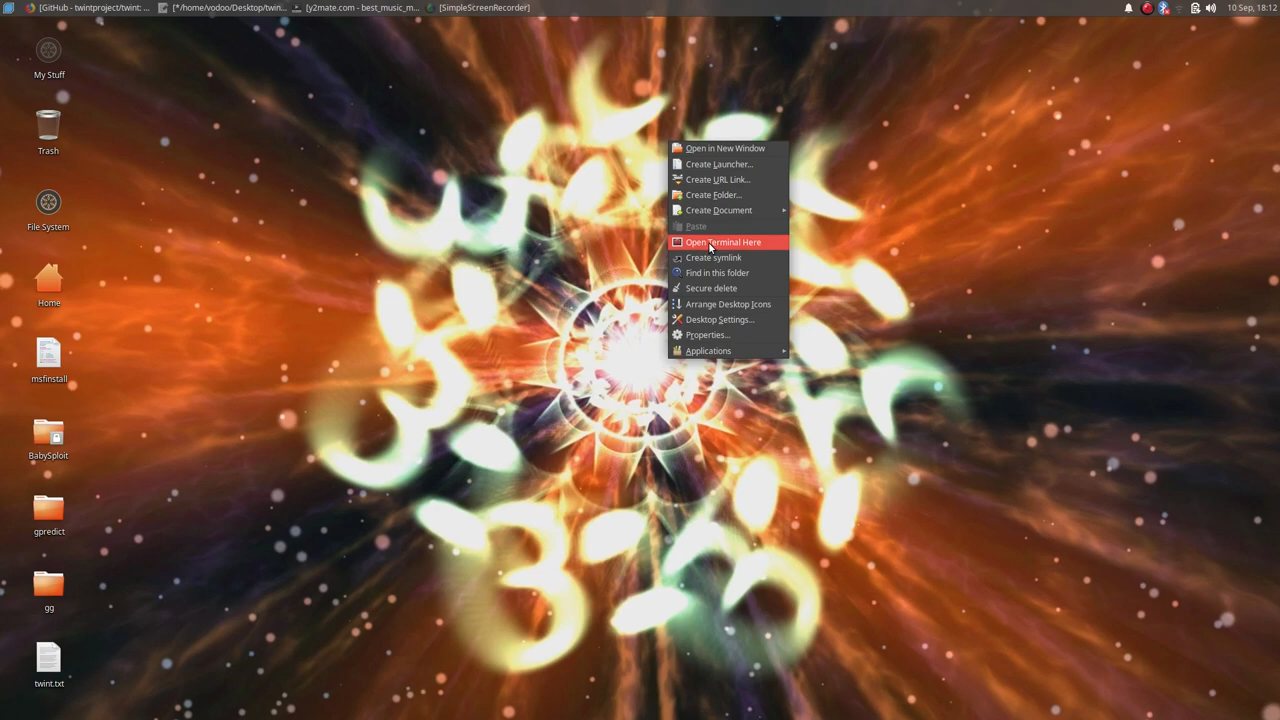 [GitHub - twintproject/twint: ...
[*/home/vodoo/Desktop/twin...
[y2mate.com - best_music_m...
[SimpleScreenRecorder]
10 Sep, 18:12
My Stuff
Trash
File System
Home
msfinstall
BabySploit
gpredict
gg
twint.txt
Open in New Window
Create Launcher...
Create URL Link...
Create Folder...
Create Document
Paste
Open Terminal Here
Create symlink
Find in this folder
Secure delete
Arrange Desktop Icons
Desktop Settings...
Properties...
Applications